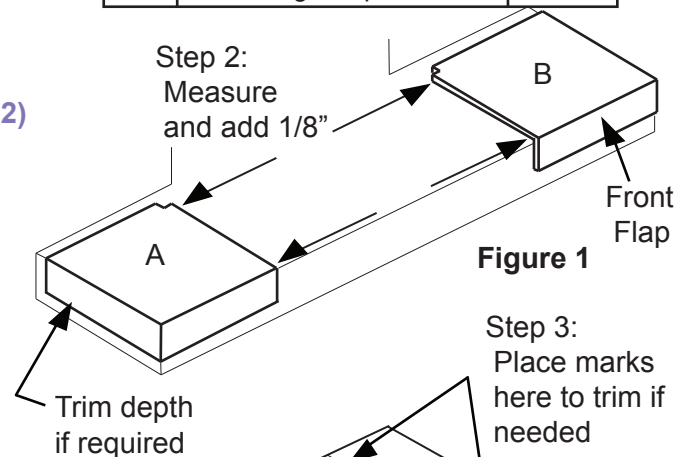 Step 2:
Measure
and add 1/8”
2)
B
A
Front
Flap
Figure 1
Trim depth
if required
Step 3:
Place marks
here to trim if
needed